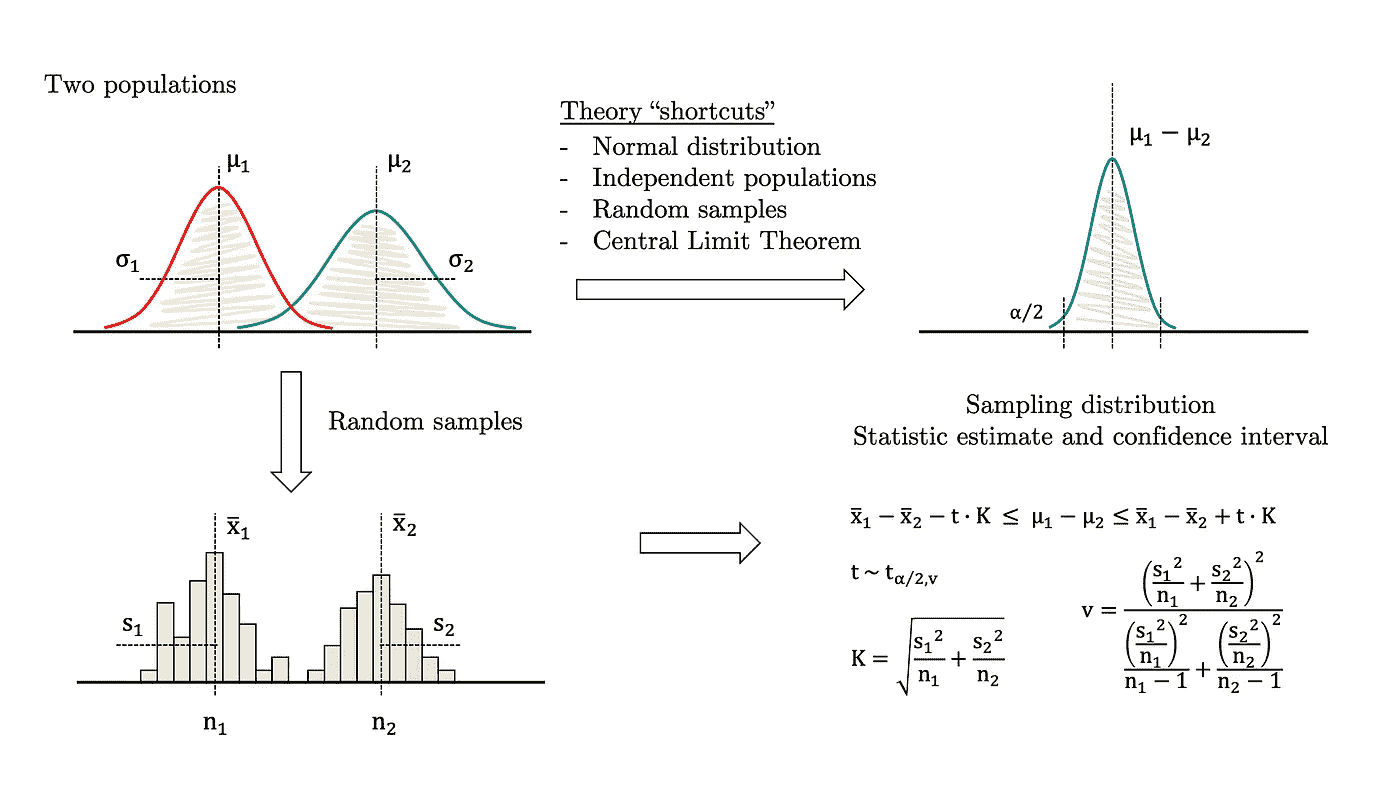 Two populations
μ₁
μ₂
σ₁
σ₂
Theory “shortcuts”
- Normal distribution
- Independent populations
- Random samples
- Central Limit Theorem
μ₁ − μ₂
α/2
Random samples
Sampling distribution
Statistic estimate and confidence interval
x̄₁
x̄₂
s₁
s₂
n₁
n₂
x̄₁ − x̄₂ − t · K ≤ μ₁ − μ₂ ≤ x̄₁ − x̄₂ + t · K
t ~ t_α/2,v
K = √(s₁²/n₁ + s₂²/n₂)
v = (s₁²/n₁ + s₂²/n₂)² / ((s₁²/n₁)²/(n₁ − 1) + (s₂²/n₂)²/(n₂ − 1))